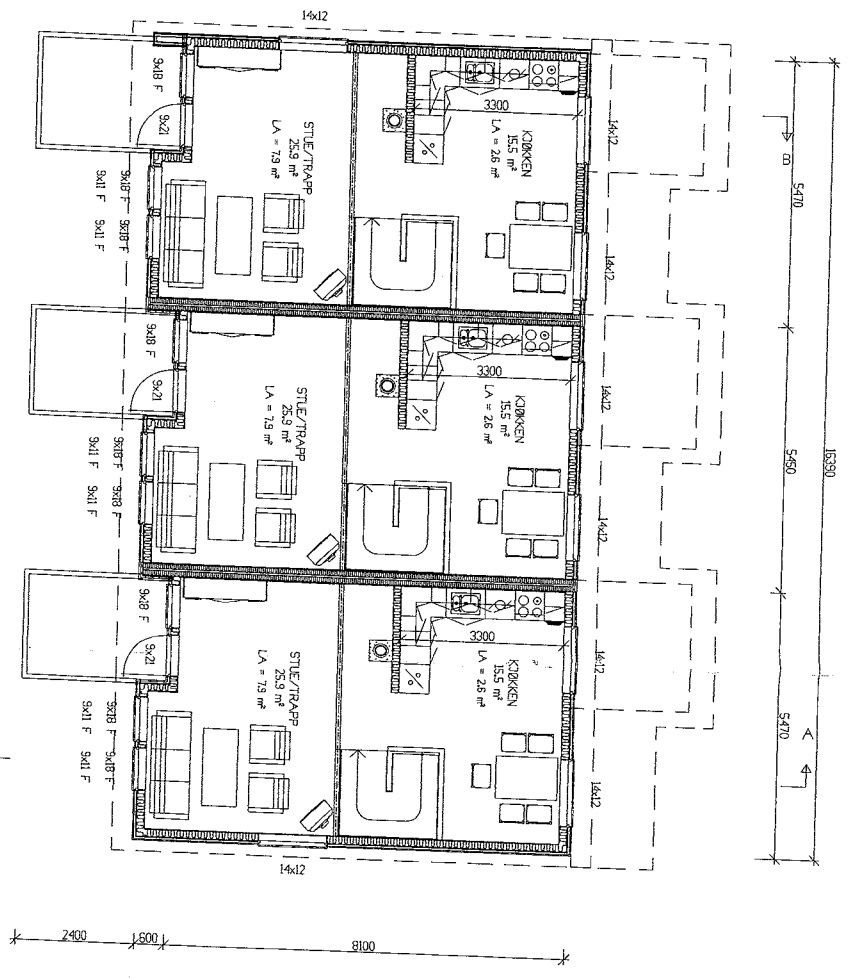 14x12
9x18 F
9x21
STUE/TRAPP
25.9 m²
LA = 7.9 m²
3300
KJØKKEN
15.5 m²
LA = 2.6 m²
14x12
B
5470
9x18 F 9x18 F
9x11 F 9x11 F
14x12
9x18 F
9x21
STUE/TRAPP
25.9 m²
LA = 7.9 m²
3300
KJØKKEN
15.5 m²
LA = 2.6 m²
14x12
5450
16390
9x18 F 9x18 F
9x11 F 9x11 F
14x12
9x18 F
9x21
STUE/TRAPP
25.9 m²
LA = 7.9 m²
3300
KJØKKEN
15.5 m²
LA = 2.6 m²
14x12
5470
A
9x18 F 9x18 F
9x11 F 9x11 F
14x12
14x12
2400
600
8100